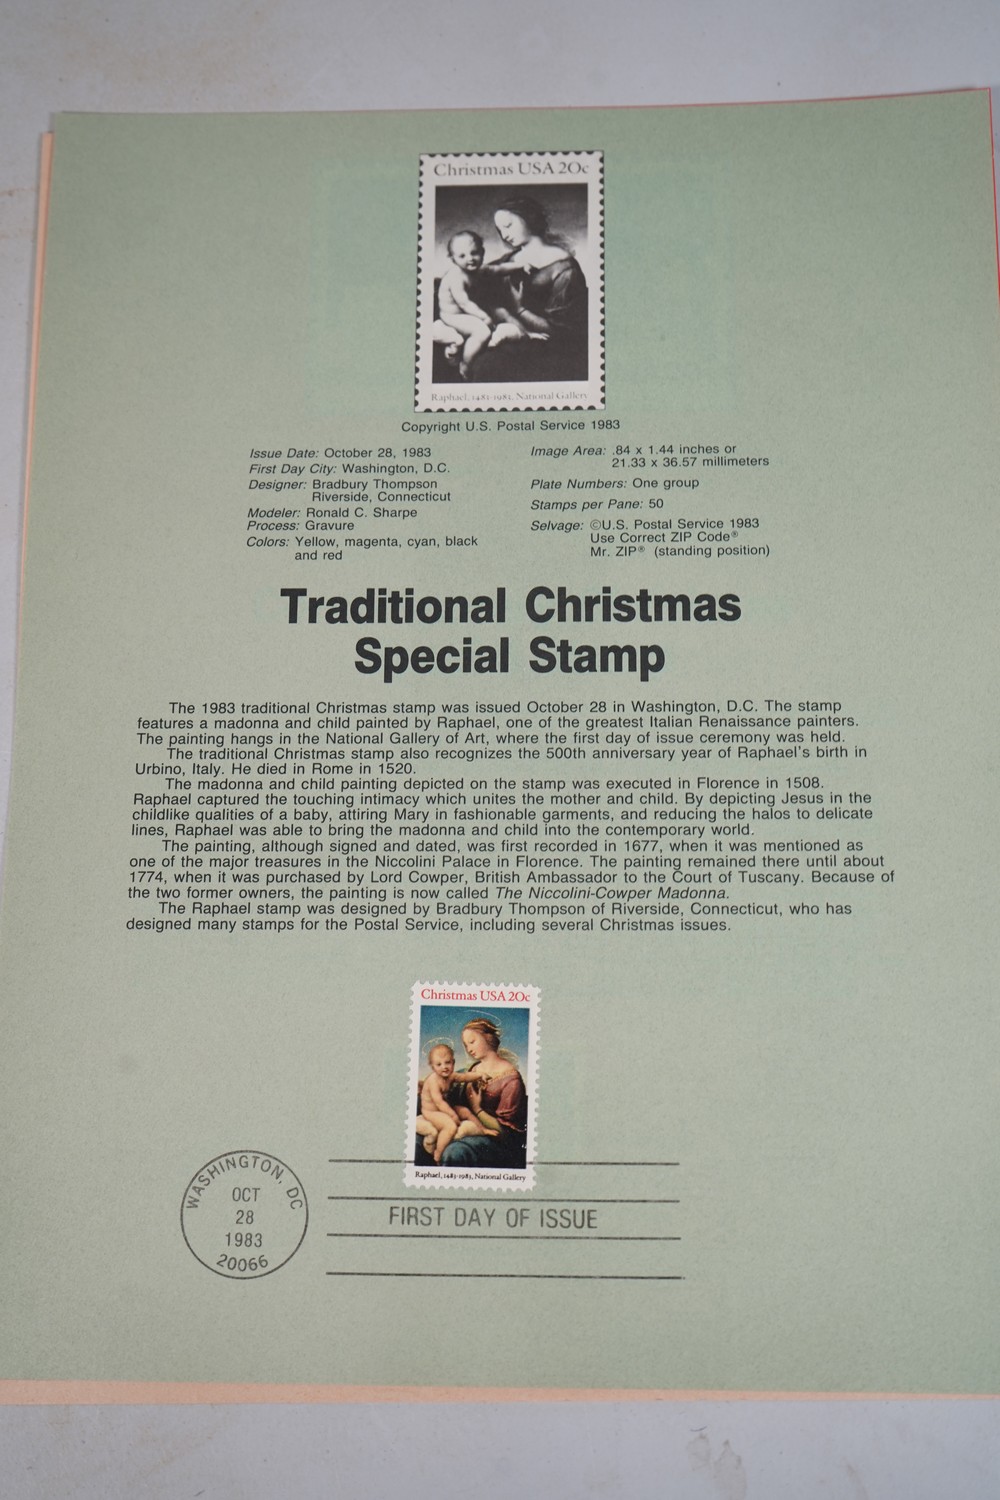 Christmas USA 20c
Raphael, 1483-1983, National Gallery
Copyright U.S. Postal Service 1983
Issue Date: October 28, 1983
First Day City: Washington, D.C.
Designer: Bradbury Thompson
Riverside, Connecticut
Modeler: Ronald C. Sharpe
Process: Gravure
Colors: Yellow, magenta, cyan, black
and red
Image Area: .84 x 1.44 inches or
21.33 x 36.57 millimeters
Plate Numbers: One group
Stamps per Pane: 50
Selvage: ©U.S. Postal Service 1983
Use Correct ZIP Code®
Mr. ZIP® (standing position)
Traditional Christmas
Special Stamp
The 1983 traditional Christmas stamp was issued October 28 in Washington, D.C. The stamp
features a madonna and child painted by Raphael, one of the greatest Italian Renaissance painters.
The painting hangs in the National Gallery of Art, where the first day of issue ceremony was held.
The traditional Christmas stamp also recognizes the 500th anniversary year of Raphael's birth in
Urbino, Italy. He died in Rome in 1520.
The madonna and child painting depicted on the stamp was executed in Florence in 1508.
Raphael captured the touching intimacy which unites the mother and child. By depicting Jesus in the
childlike qualities of a baby, attiring Mary in fashionable garments, and reducing the halos to delicate
lines, Raphael was able to bring the madonna and child into the contemporary world.
The painting, although signed and dated, was first recorded in 1677, when it was mentioned as
one of the major treasures in the Niccolini Palace in Florence. The painting remained there until about
1774, when it was purchased by Lord Cowper, British Ambassador to the Court of Tuscany. Because of
the two former owners, the painting is now called The Niccolini-Cowper Madonna.
The Raphael stamp was designed by Bradbury Thompson of Riverside, Connecticut, who has
designed many stamps for the Postal Service, including several Christmas issues.
Christmas USA 20c
Raphael, 1483-1983, National Gallery
WASHINGTON, DC
OCT
28
1983
20066
FIRST DAY OF ISSUE